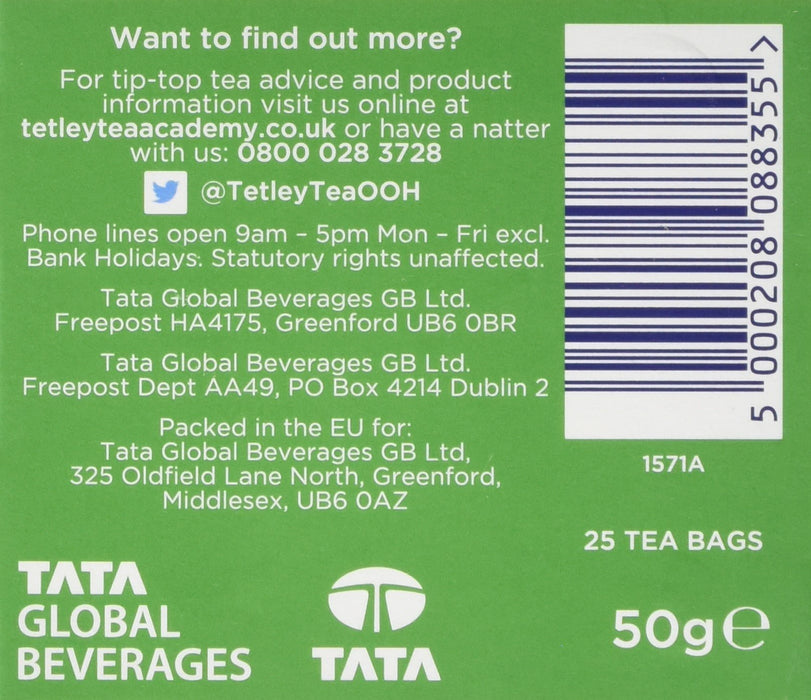 Want to find out more?
For tip-top tea advice and product
information visit us online at
tetleyteaacademy.co.uk or have a natter
with us: 0800 028 3728
@TetleyTeaOOH
Phone lines open 9am – 5pm Mon – Fri excl.
Bank Holidays. Statutory rights unaffected.
Tata Global Beverages GB Ltd.
Freepost HA4175, Greenford UB6 0BR
Tata Global Beverages GB Ltd.
Freepost Dept AA49, PO Box 4214 Dublin 2
Packed in the EU for:
Tata Global Beverages GB Ltd,
325 Oldfield Lane North, Greenford,
Middlesex, UB6 0AZ
TATA
GLOBAL
BEVERAGES
TATA
5 000208 088355 >
1571A
25 TEA BAGS
50g℮